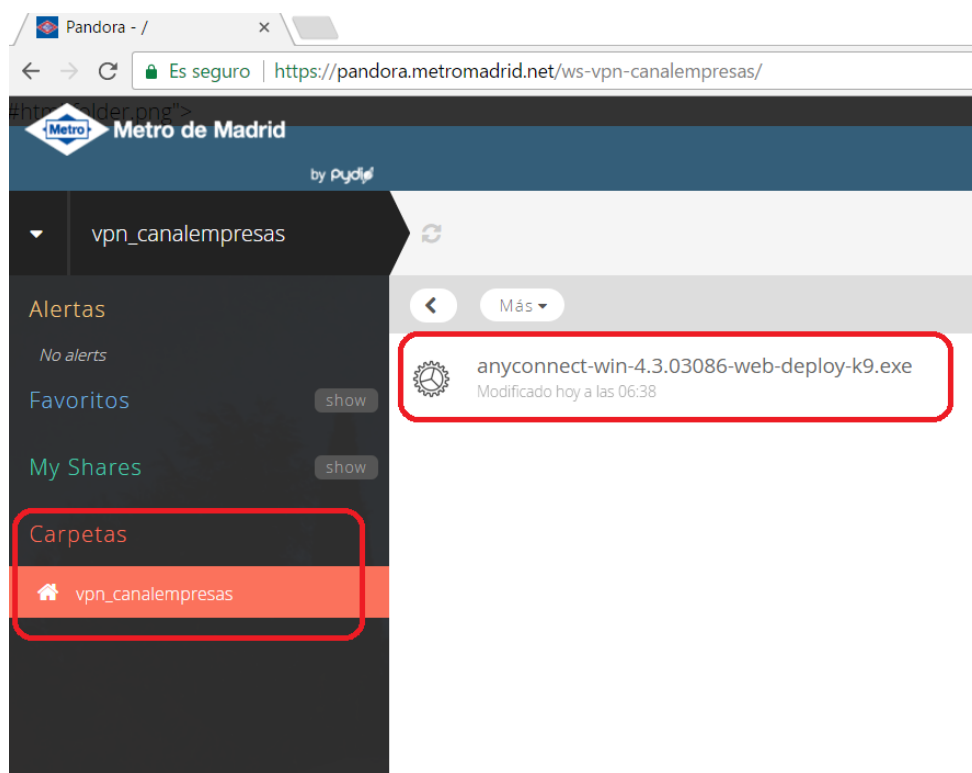 Pandora - /
Es seguro | https://pandora.metromadrid.net/ws-vpn-canalempresas/
folder.png">
Metro Metro de Madrid
by Pydio
vpn_canalempresas
Alertas
No alerts
Favoritos show
My Shares show
Carpetas
vpn_canalempresas
Más
anyconnect-win-4.3.03086-web-deploy-k9.exe
Modificado hoy a las 06:38